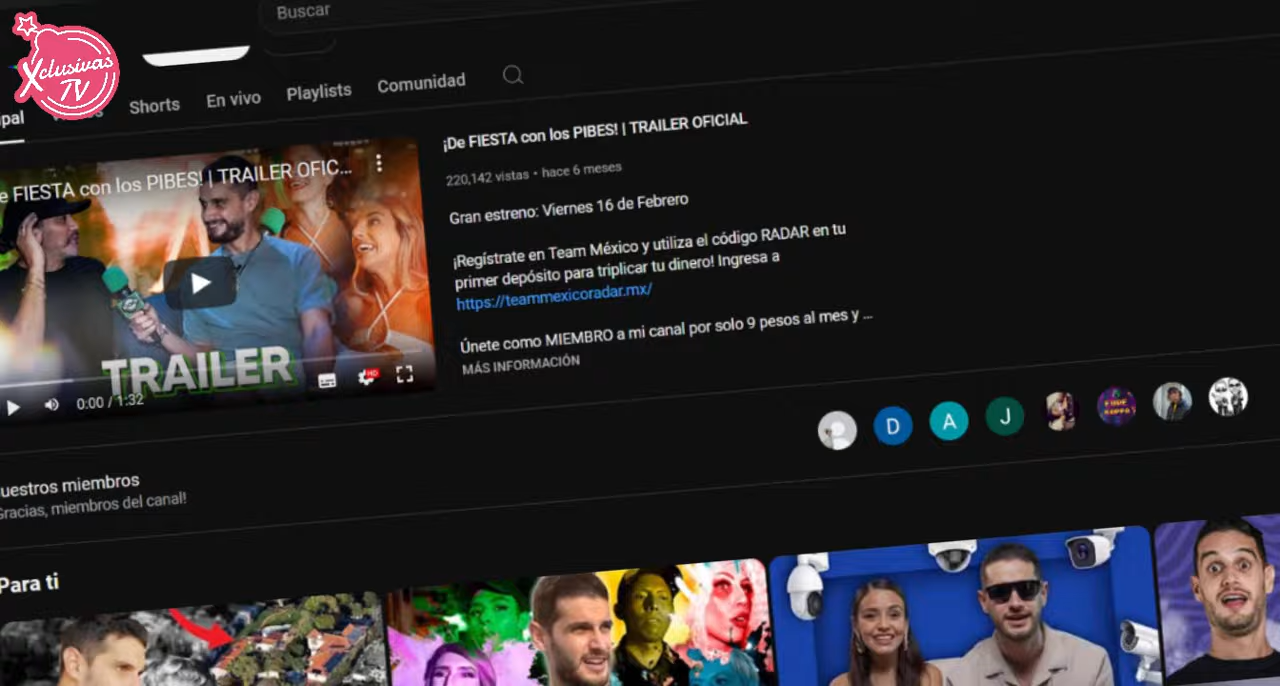 Buscar
Xclusivas
TV
Shorts
En vivo
Playlists
Comunidad
¡De FIESTA con los PIBES! | TRAILER OFICIAL
220,142 vistas • hace 6 meses
Gran estreno: Viernes 16 de Febrero
¡Regístrate en Team México y utiliza el código RADAR en tu
primer depósito para triplicar tu dinero! Ingresa a
https://teammexicoradar.mx/
Únete como MIEMBRO a mi canal por solo 9 pesos al mes y ...
MÁS INFORMACIÓN
e FIESTA con los PIBES! | TRAILER OFIC...
TRAILER
HD
0:00 / 1:32
D
A
J
uestros miembros
Gracias, miembros del canal!
Para ti